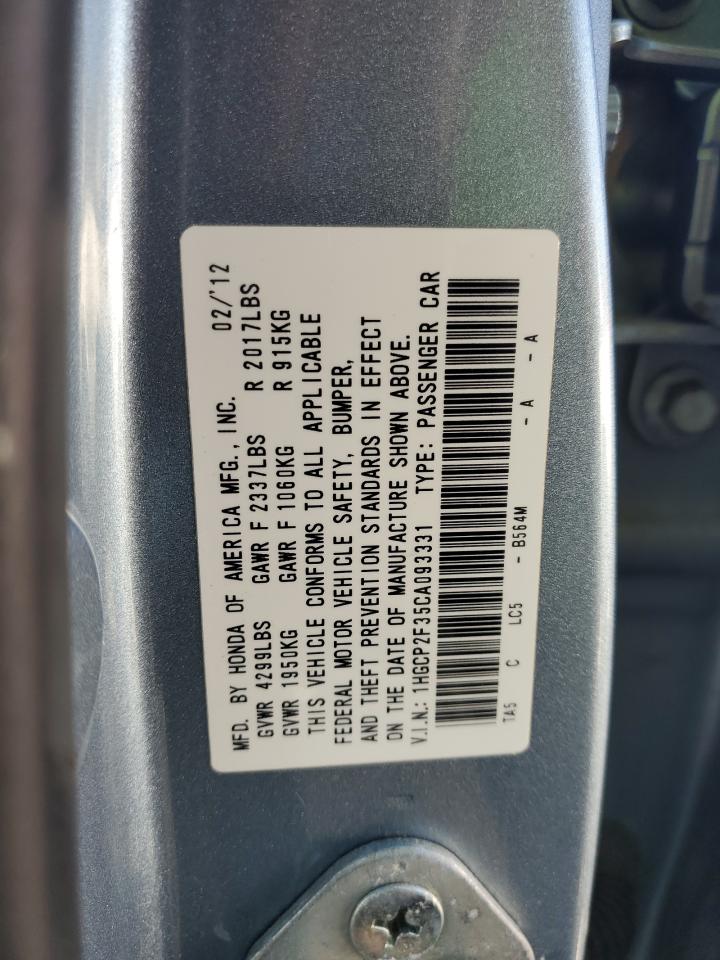 MFD. BY HONDA OF AMERICA MFG., INC. 02/'12
GVWR 4299LBS GAWR F 2337LBS R 2017LBS
GVWR 1950KG GAWR F 1060KG R 915KG
THIS VEHICLE CONFORMS TO ALL APPLICABLE
FEDERAL MOTOR VEHICLE SAFETY, BUMPER,
AND THEFT PREVENTION STANDARDS IN EFFECT
ON THE DATE OF MANUFACTURE SHOWN ABOVE.
V.I.N.: 1HGCP2F35CA093331 TYPE: PASSENGER CAR
TA5 C LC5 - B564M - A - A